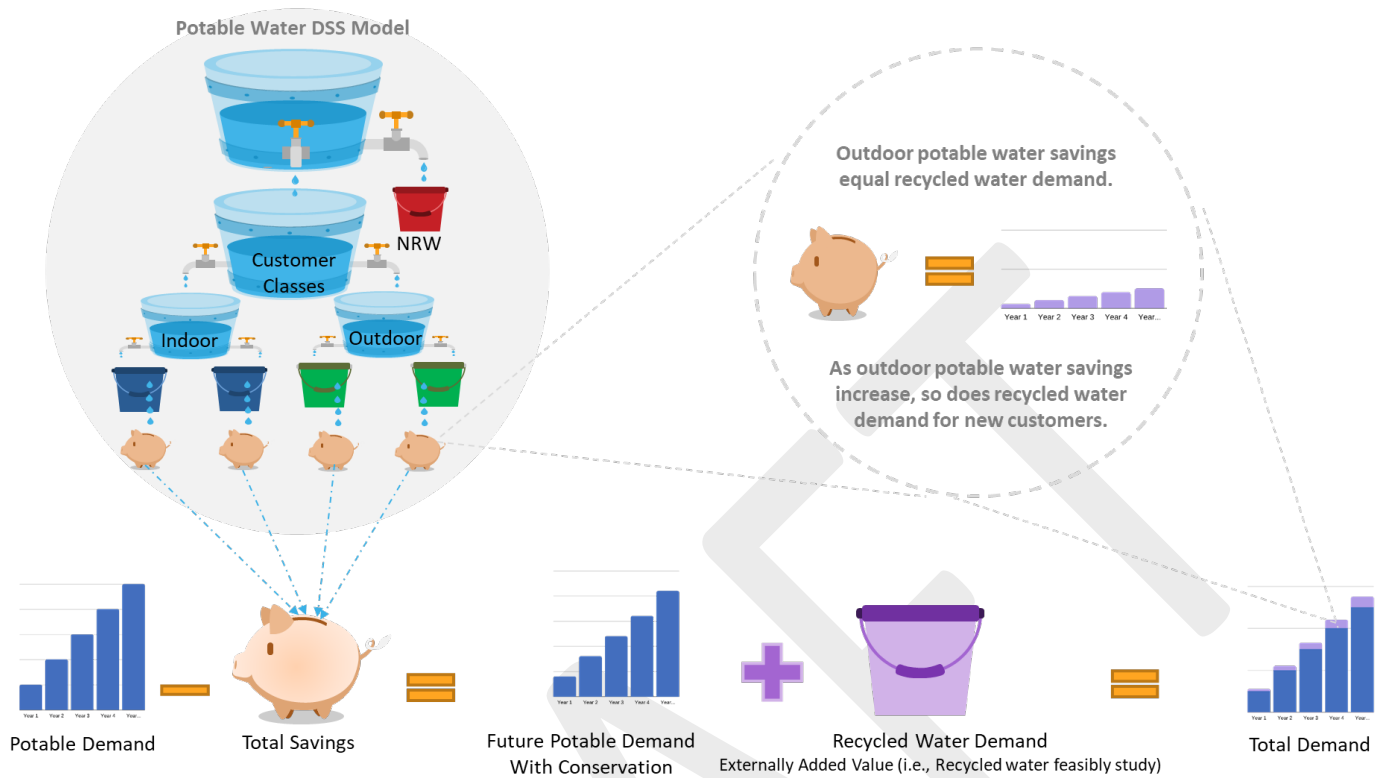 Potable Water DSS Model
NRW
Customer
Classes
Indoor
Outdoor
Outdoor potable water savings
equal recycled water demand.
Year 1 Year 2 Year 3 Year 4 Year...
As outdoor potable water savings
increase, so does recycled water
demand for new customers.
Year 1 Year 2 Year 3 Year 4 Year...
Potable Demand
Total Savings
Year 1 Year 2 Year 3 Year 4 Year...
Future Potable Demand
With Conservation
Recycled Water Demand
Externally Added Value (i.e., Recycled water feasibly study)
Year 1 Year 2 Year 3 Year 4 Year...
Total Demand